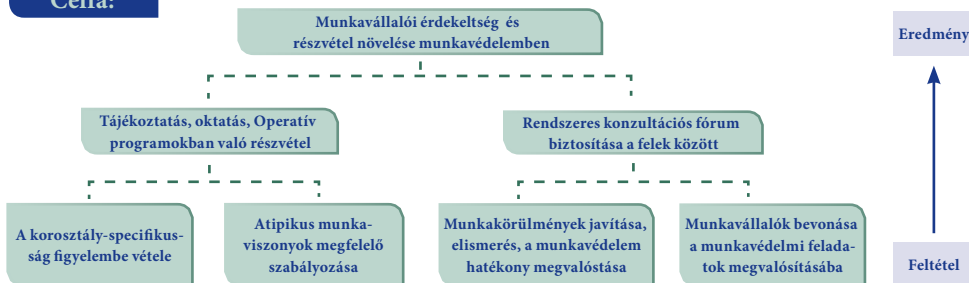 Célfa:
Munkavállalói érdekeltség és
részvétel növelése munkavédelemben
Eredmény
Tájékoztatás, oktatás, Operatív
programokban való részvétel
Rendszeres konzultációs fórum
biztosítása a felek között
A korosztály-specifikus-
ság figyelembe vétele
Atipikus munka-
viszonyok megfelelő
szabályozása
Munkakörülmények javítása,
elismerés, a munkavédelem
hatékony megvalóstása
Munkavállalók bevonása
a munkavédelmi felada-
tok megvalósításába
Feltétel